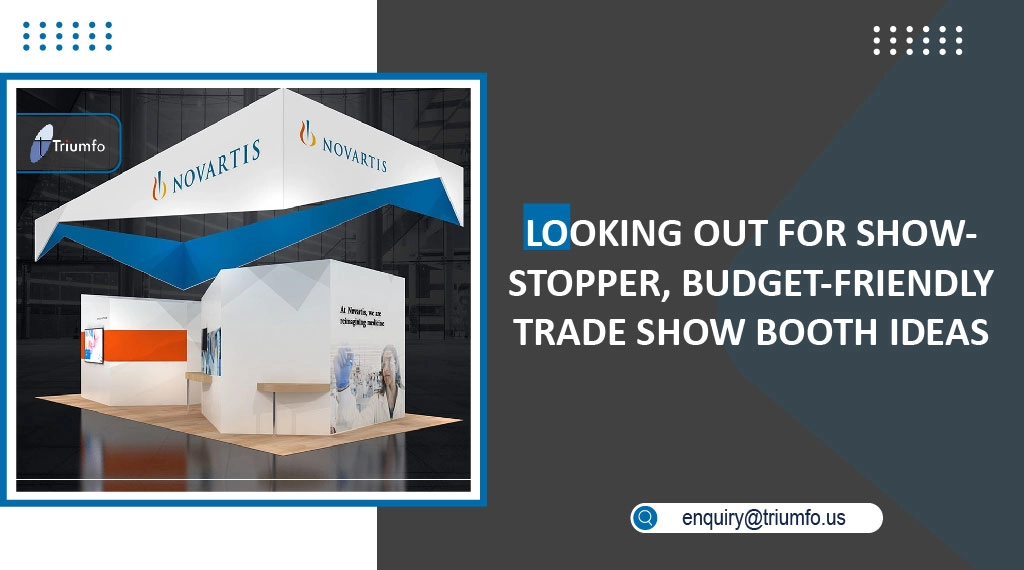 Triumfo
NOVARTIS
NOVARTIS
At Novartis, we are
reimagining medicine
LOOKING OUT FOR SHOW-
STOPPER, BUDGET-FRIENDLY
TRADE SHOW BOOTH IDEAS
enquiry@triumfo.us